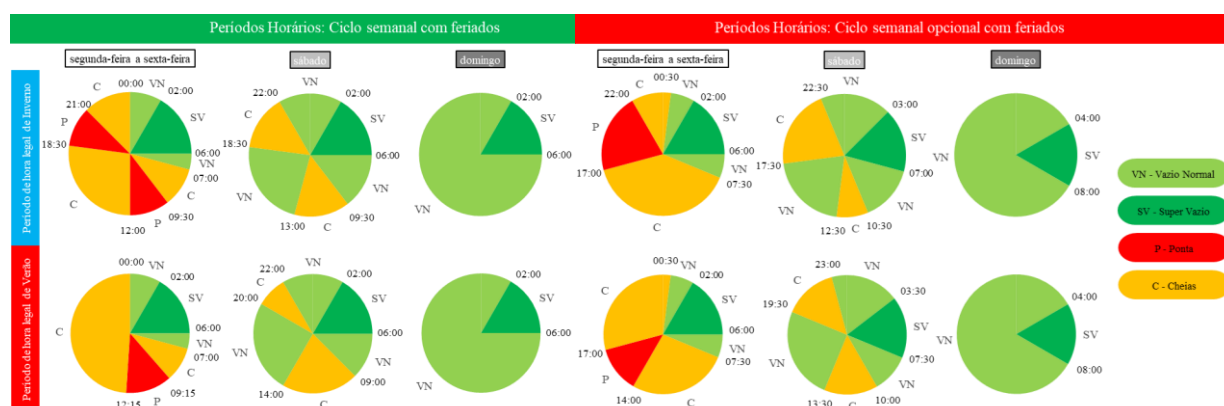 Períodos Horários: Ciclo semanal com feriados
Períodos Horários: Ciclo semanal opcional com feriados
segunda-feira a sexta-feira
sábado
domingo
segunda-feira a sexta-feira
sábado
domingo
Período de hora legal de Inverno
C 00:00 VN 02:00 SV 06:00 VN 07:00 C 09:30 P 12:00 C 18:30 P 21:00
22:00 VN VN 02:00 SV 06:00 VN 09:30 C 13:00 VN 18:30 C
02:00 SV 06:00 VN
C 00:30 VN 02:00 SV 06:00 VN 07:30 C 17:00 P 22:00
22:30 VN 03:00 SV 07:00 VN 10:30 C 12:30 VN 17:30 C
04:00 SV 08:00 VN
VN - Vazio Normal
SV - Super Vazio
P - Ponta
C - Cheias
Período de hora legal de Verão
00:00 VN 02:00 SV 06:00 VN 07:00 C 09:15 P 12:15 C
22:00 VN VN 02:00 SV 06:00 VN 09:00 C 14:00 VN 20:00 C
02:00 SV 06:00 VN
00:30 VN 02:00 SV 06:00 VN 07:30 C 14:00 P 17:00 C
23:00 VN 03:30 SV 07:30 VN 10:00 C 13:30 VN 19:30 C
04:00 SV 08:00 VN